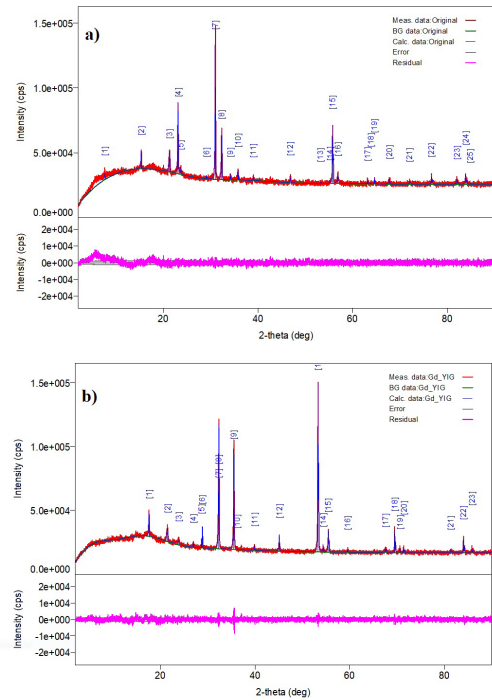 a)
Intensity (cps)
1.5e+005
1.0e+005
5.0e+004
0.0e+000
Meas. data:Original
BG data:Original
Calc. data:Original
Error
Residual
[1]
[2]
[3]
[4]
[5]
[6]
[7]
[8]
[9]
[10]
[11]
[12]
[13]
[14]
[15]
[16]
[17]
[18]
[19]
[20]
[21]
[22]
[23]
[24]
[25]
Intensity (cps)
2e+004
1e+004
0e+000
-1e+004
-2e+004
20
40
60
80
2-theta (deg)
b)
Intensity (cps)
1.5e+005
1.0e+005
5.0e+004
0.0e+000
Meas. data:Gd_YIG
BG data:Gd_YIG
Calc. data:Gd_YIG
Error
Residual
[1]
[2]
[3]
[4]
[5]
[6]
[7]
[8]
[9]
[10]
[11]
[12]
[14]
[15]
[16]
[17]
[18]
[19]
[20]
[21]
[22]
[23]
Intensity (cps)
2e+004
1e+004
0e+000
-1e+004
-2e+004
20
40
60
80
2-theta (deg)